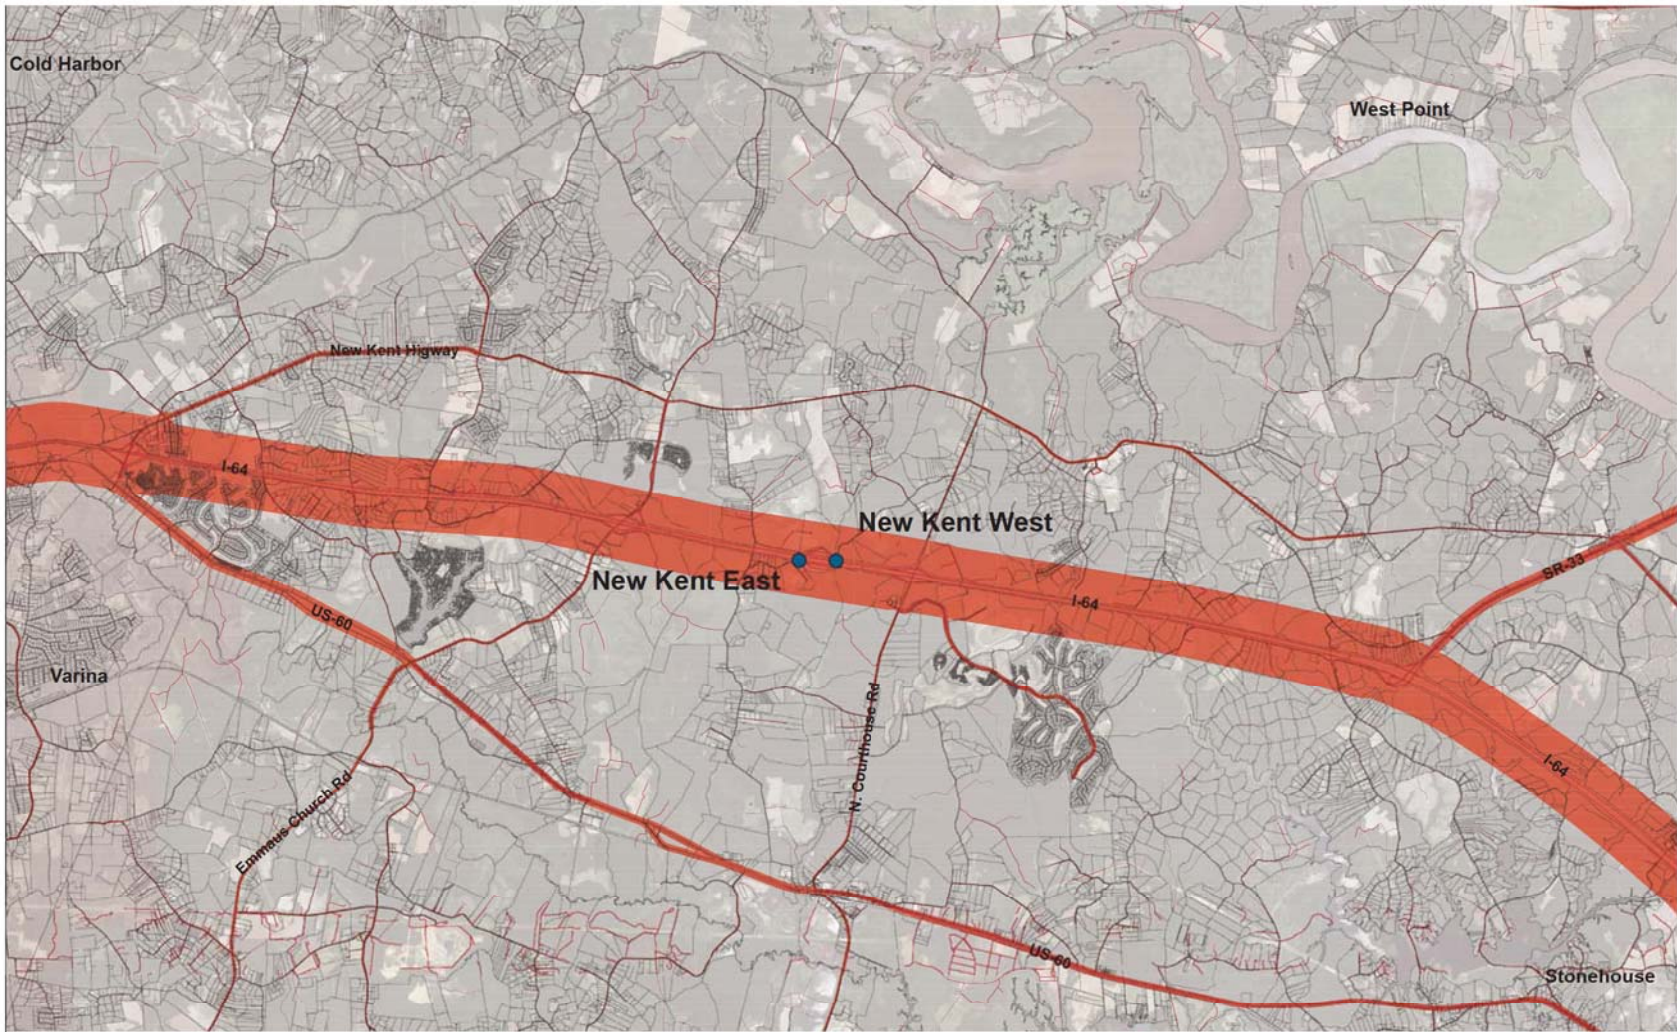 Cold Harbor
West Point
New Kent Higway
I-64
New Kent West
New Kent East
I-64
SR-33
US-60
Varina
N. Courthouse Rd
I-64
Emmaus Church Rd
US-60
Stonehouse